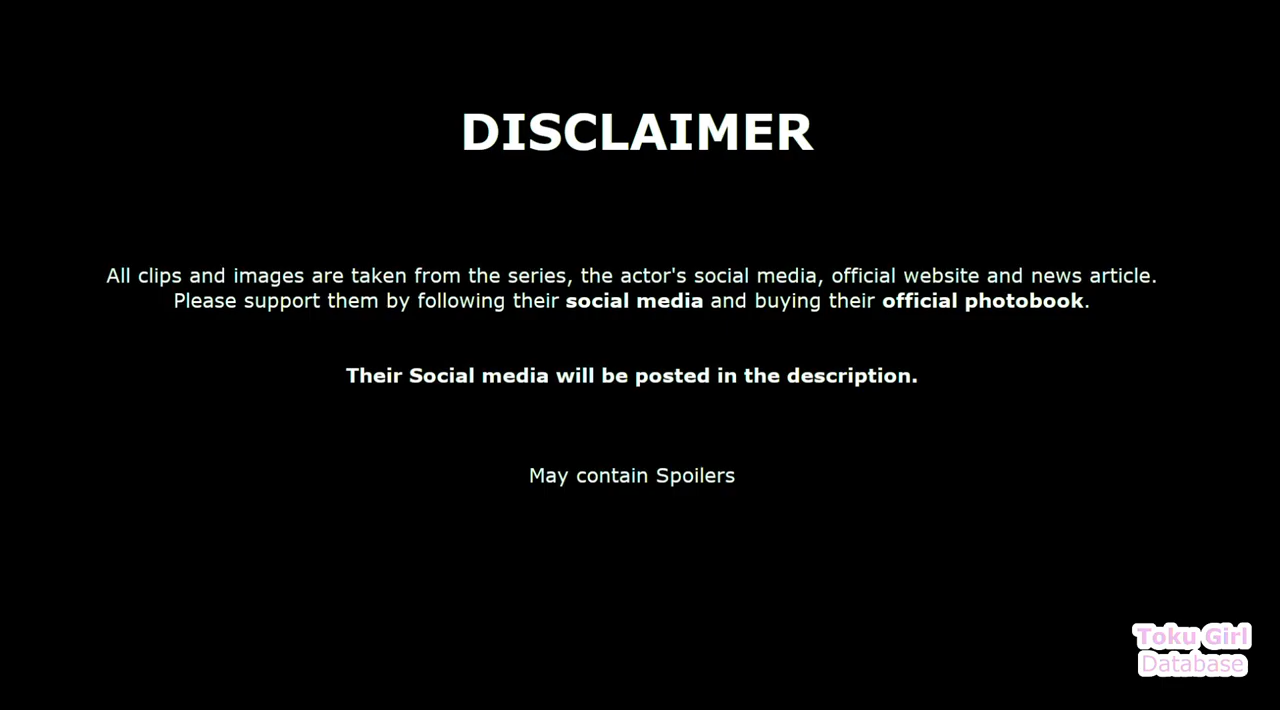 DISCLAIMER
All clips and images are taken from the series, the actor's social media, official website and news article.
Please support them by following their social media and buying their official photobook.
Their Social media will be posted in the description.
May contain Spoilers
Toku Girl
Database